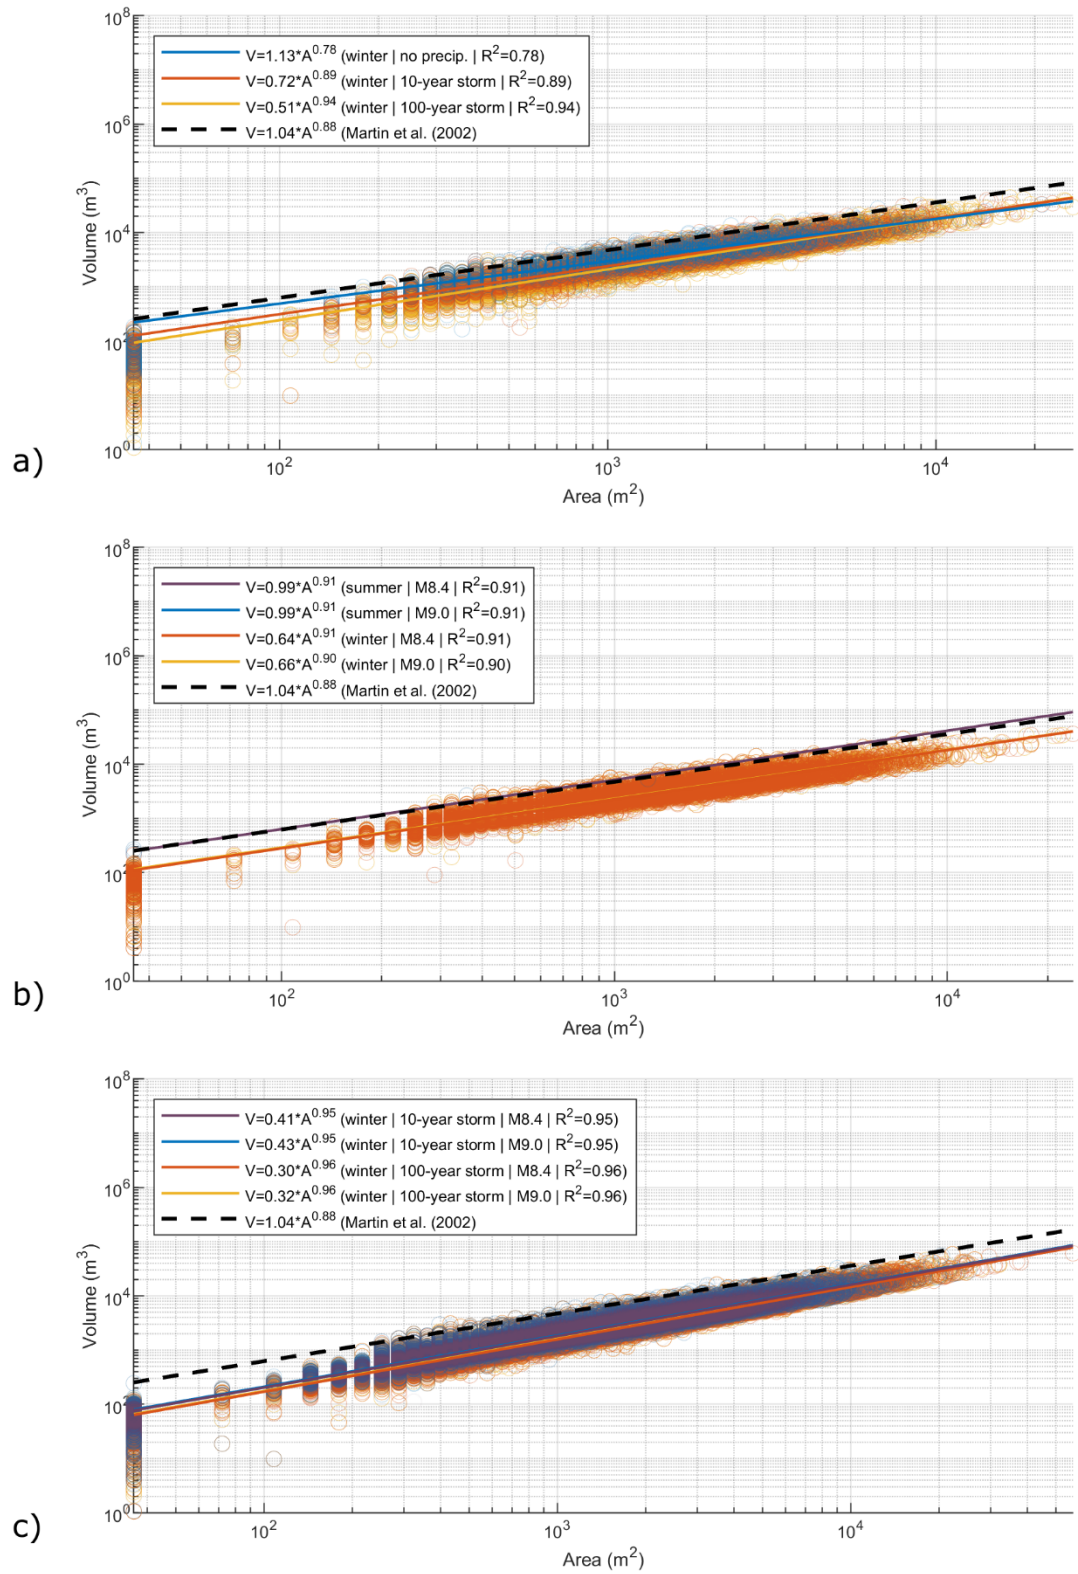 10^8
V=1.13*A^0.78 (winter | no precip. | R^2=0.78)
V=0.72*A^0.89 (winter | 10-year storm | R^2=0.89)
V=0.51*A^0.94 (winter | 100-year storm | R^2=0.94)
V=1.04*A^0.88 (Martin et al. (2002)
10^6
10^4
10^2
10^0
Volume (m^3)
a)
10^2 10^3 10^4
Area (m^2)
10^8
V=0.99*A^0.91 (summer | M8.4 | R^2=0.91)
V=0.99*A^0.91 (summer | M9.0 | R^2=0.91)
V=0.64*A^0.91 (winter | M8.4 | R^2=0.91)
V=0.66*A^0.90 (winter | M9.0 | R^2=0.90)
V=1.04*A^0.88 (Martin et al. (2002)
10^6
10^4
10^2
10^0
Volume (m^3)
b)
10^2 10^3 10^4
Area (m^2)
10^8
V=0.41*A^0.95 (winter | 10-year storm | M8.4 | R^2=0.95)
V=0.43*A^0.95 (winter | 10-year storm | M9.0 | R^2=0.95)
V=0.30*A^0.96 (winter | 100-year storm | M8.4 | R^2=0.96)
V=0.32*A^0.96 (winter | 100-year storm | M9.0 | R^2=0.96)
V=1.04*A^0.88 (Martin et al. (2002)
10^6
10^4
10^2
10^0
Volume (m^3)
c)
10^2 10^3 10^4
Area (m^2)